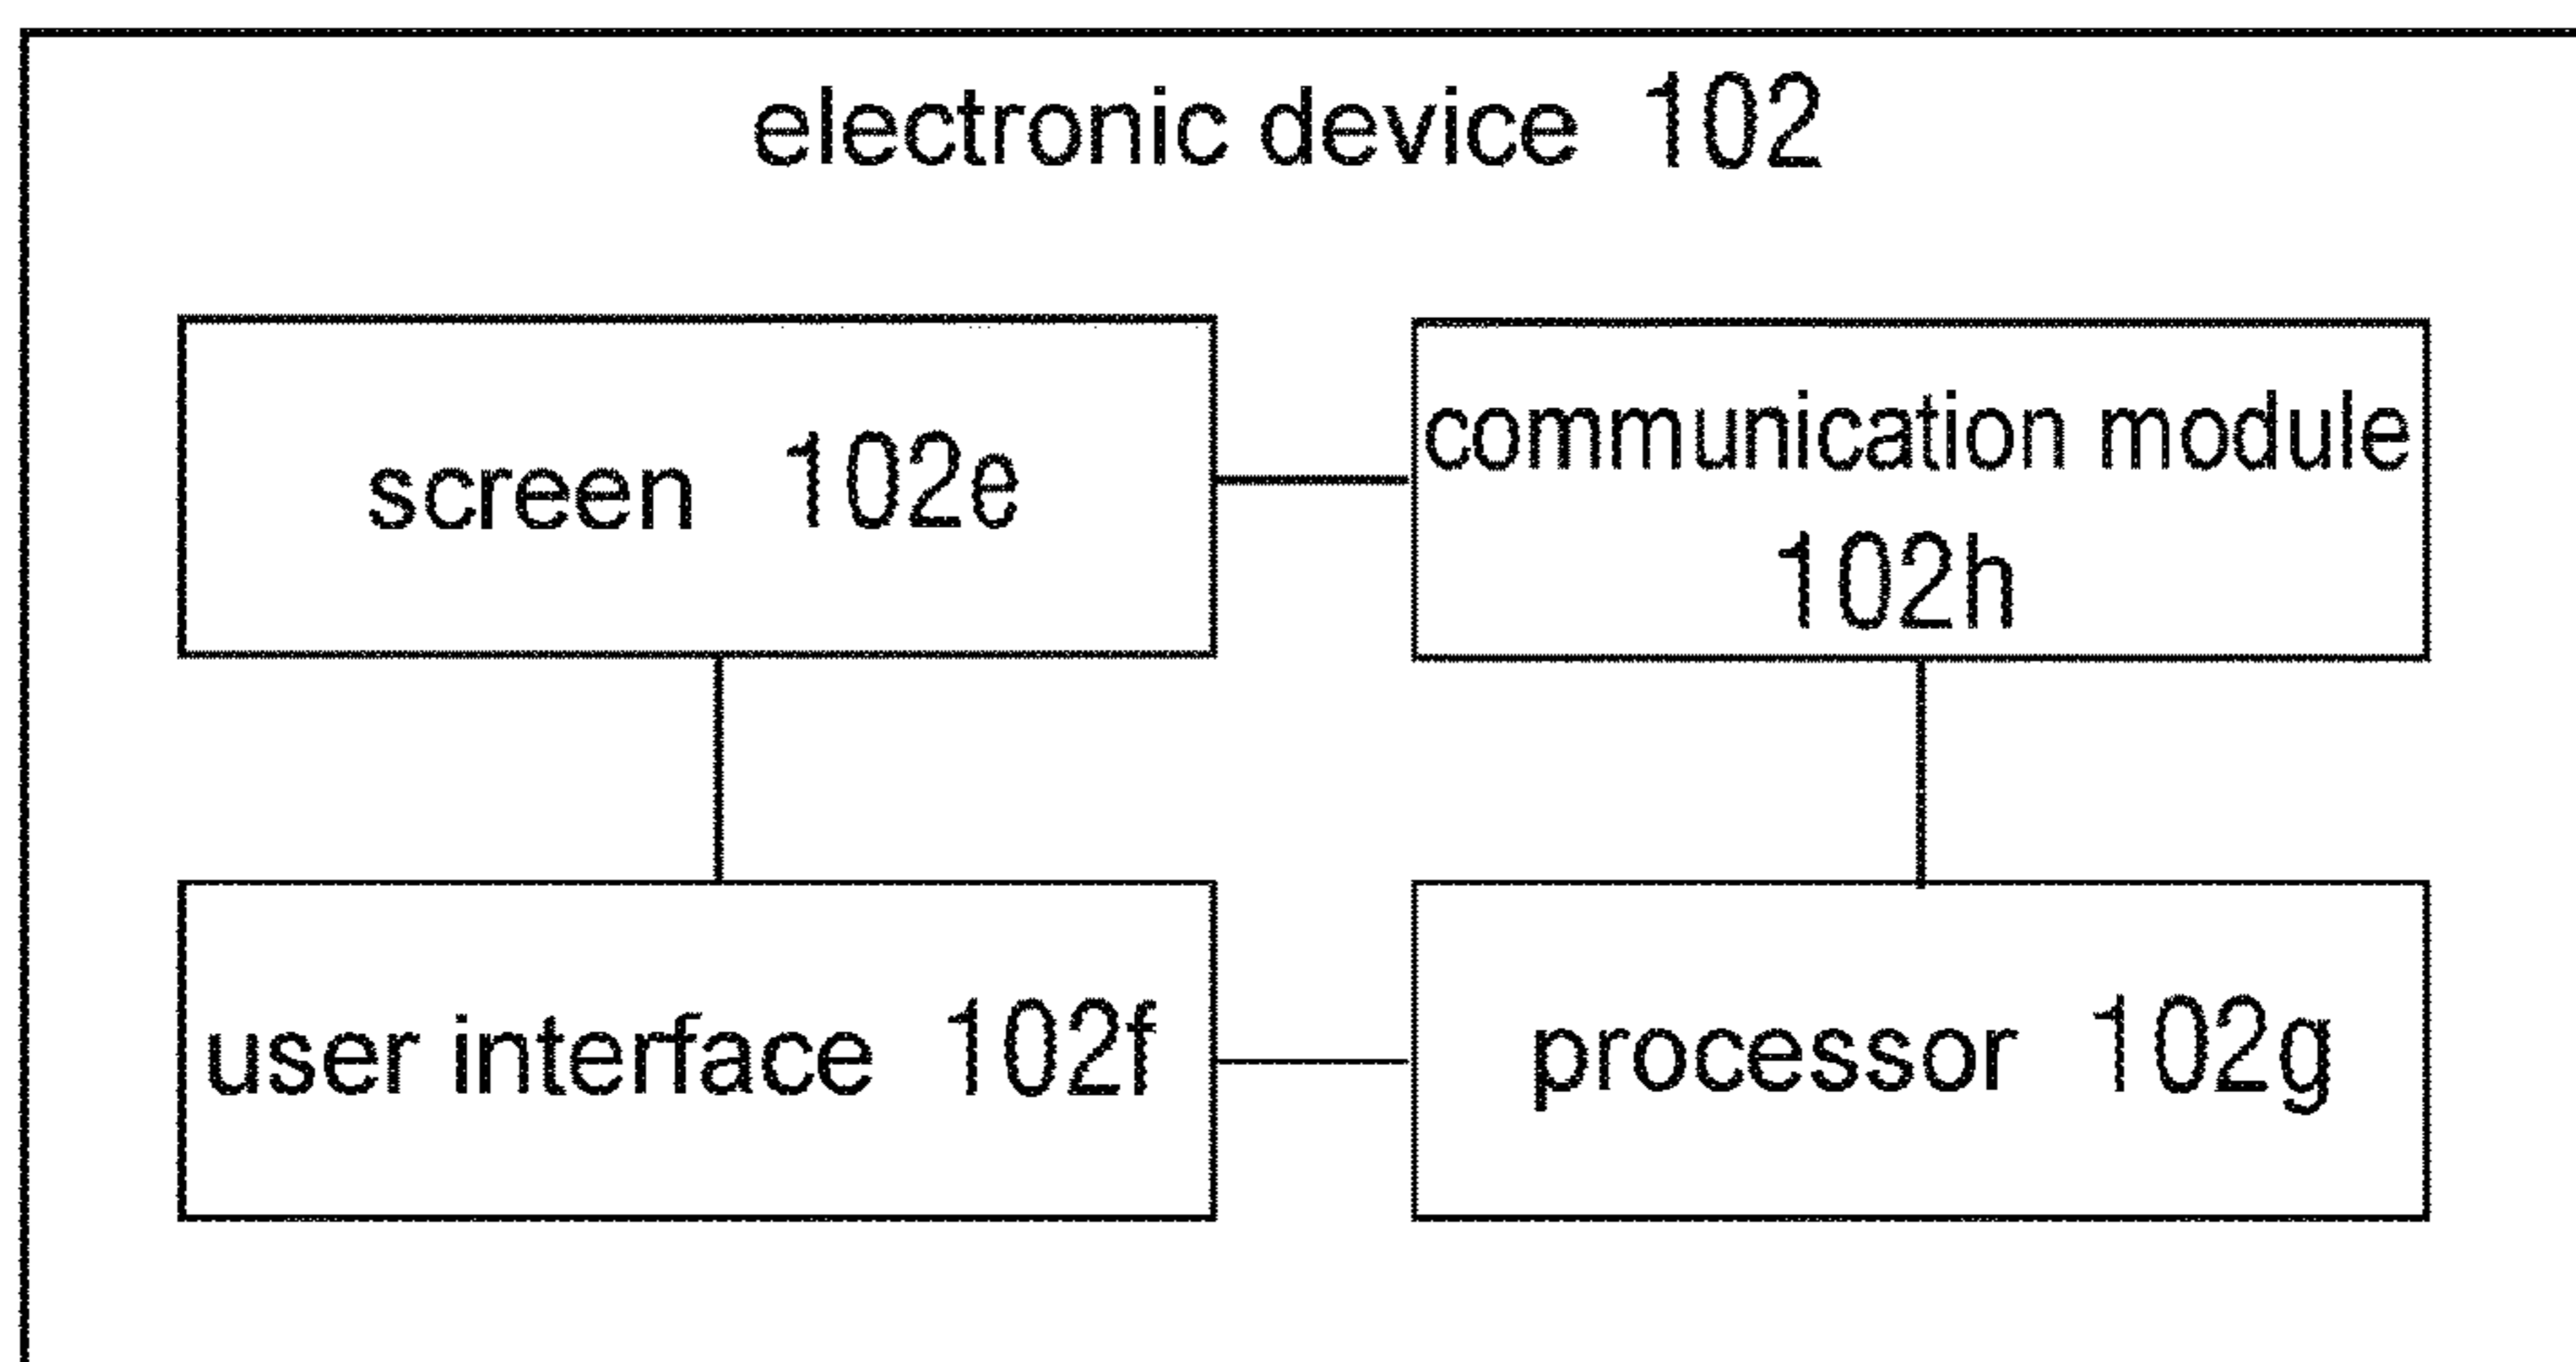 electronic device 102
screen 102e
communication module
102h
user interface 102f
processor 102g